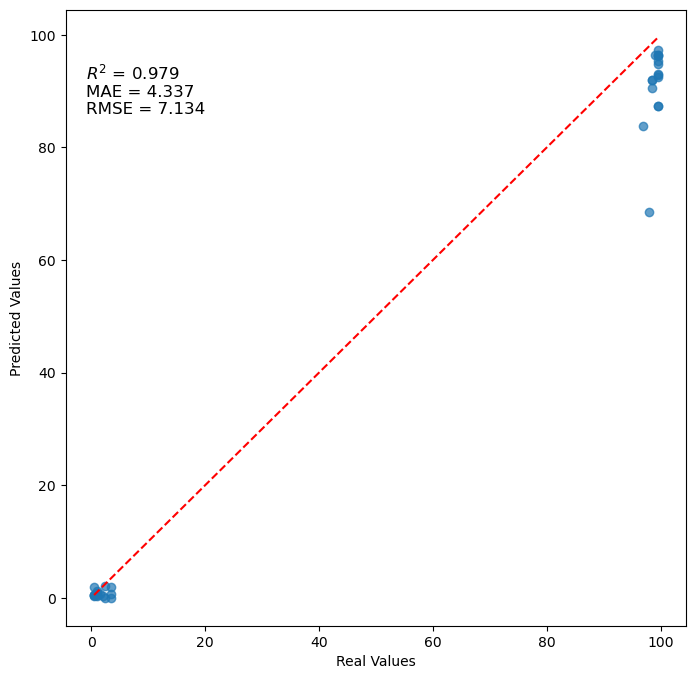 100
R² = 0.979
MAE = 4.337
RMSE = 7.134
80
60
40
20
0
Predicted Values
0 20 40 60 80 100
Real Values